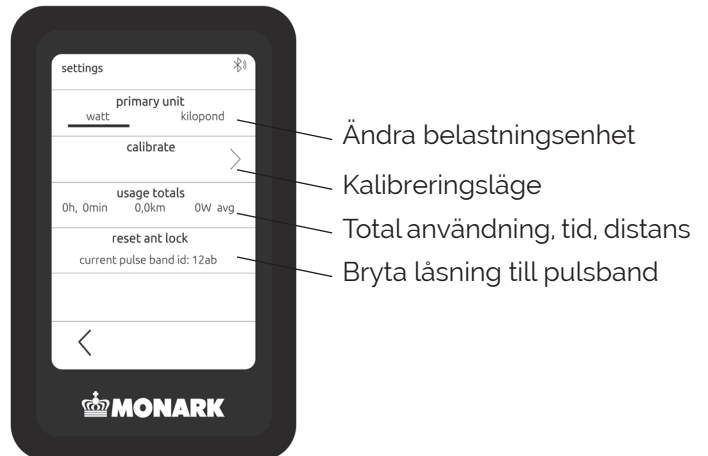 settings
primary unit
watt kilopond
calibrate
usage totals
0h, 0min 0,0km 0W avg
reset ant lock
current pulse band id: 12ab
MONARK
Ändra belastningsenhet
Kalibreringsläge
Total användning, tid, distans
Bryta låsning till pulsband